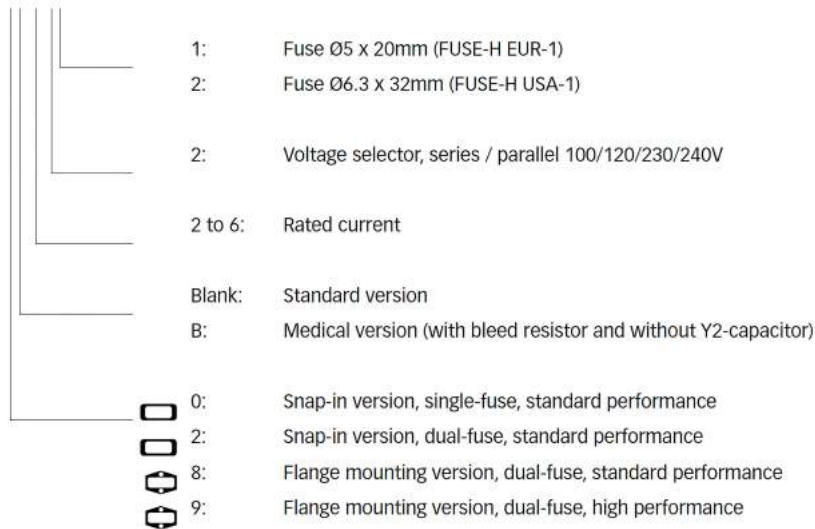 1: Fuse Ø5 x 20mm (FUSE-H EUR-1)
2: Fuse Ø6.3 x 32mm (FUSE-H USA-1)
2: Voltage selector, series / parallel 100/120/230/240V
2 to 6: Rated current
Blank: Standard version
B: Medical version (with bleed resistor and without Y2-capacitor)
0: Snap-in version, single-fuse, standard performance
2: Snap-in version, dual-fuse, standard performance
8: Flange mounting version, dual-fuse, standard performance
9: Flange mounting version, dual-fuse, high performance